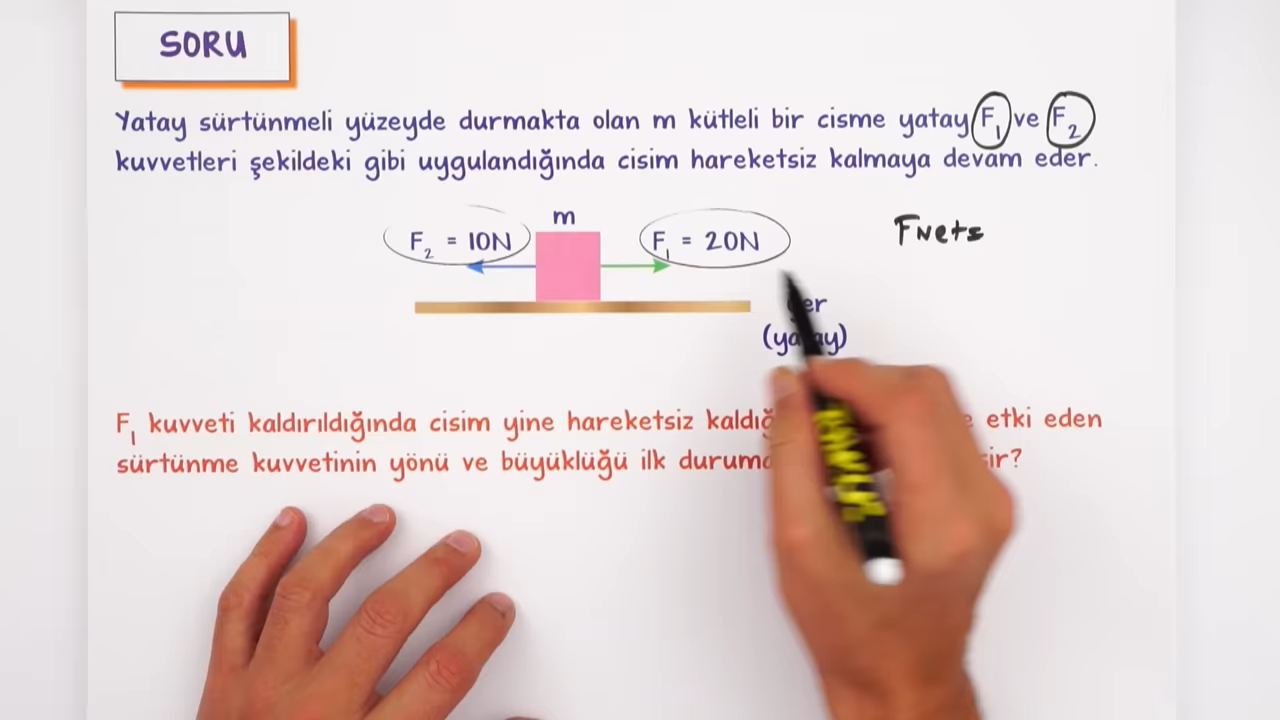 SORU
Yatay sürtünmeli yüzeyde durmakta olan m kütleli bir cisme yatay F₁ ve F₂
kuvvetleri şekildeki gibi uygulandığında cisim hareketsiz kalmaya devam eder.
m
F₂ = 10N
F₁ = 20N
Fnet=
(yatay)
F₁ kuvveti kaldırıldığında cisim yine hareketsiz etki eden
sürtünme kuvvetinin yönü ve büyüklüğü ilk